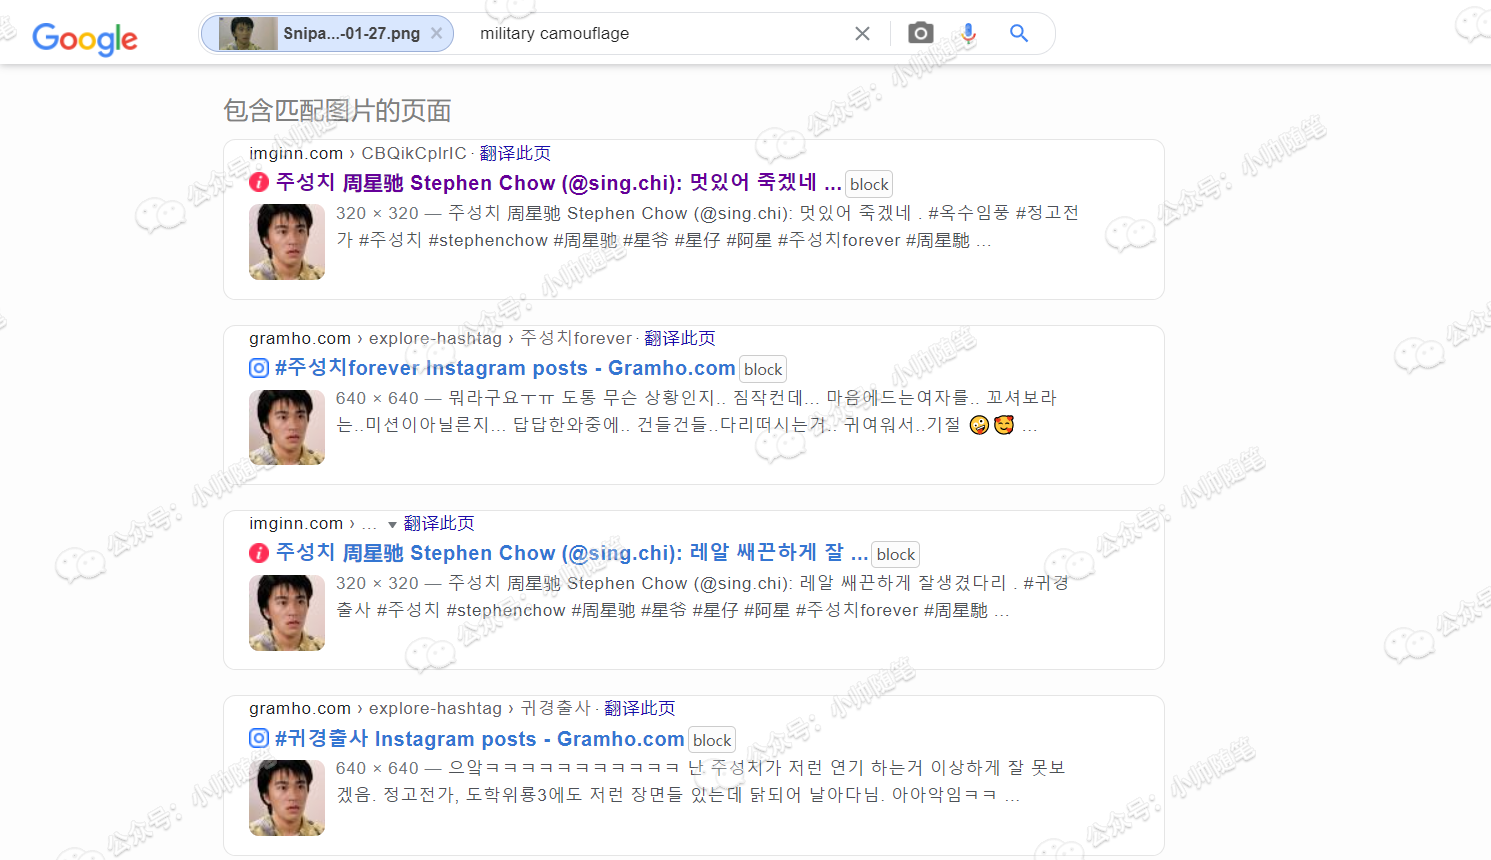 Google
Snipa...-01-27.png
military camouflage
包含匹配图片的页面
imginn.com › CBQikCplrIC · 翻译此页
주성치 周星驰 Stephen Chow (@sing.chi): 멋있어 죽겠네 ... block
320 × 320 — 주성치 周星驰 Stephen Chow (@sing.chi): 멋있어 죽겠네 . #옥수임풍 #정고전
가 #주성치 #stephenchow #周星驰 #星爷 #星仔 #阿星 #주성치forever #周星馳 ...
gramho.com › explore-hashtag › 주성치forever · 翻译此页
#주성치forever Instagram posts - Gramho.com block
640 × 640 — 뭐라구요ㅜㅠ 도통 무슨 상황인지.. 짐작컨데... 마음에드는여자를.. 꼬셔보라
는..미션이아닐른지... 답답한와중에.. 건들건들..다리떠시는거.. 귀여워서..기절 🤪🥰 ...
imginn.com › ... 翻译此页
주성치 周星驰 Stephen Chow (@sing.chi): 레알 쌔끈하게 잘 ... block
320 × 320 — 주성치 周星驰 Stephen Chow (@sing.chi): 레알 쌔끈하게 잘생겼다리 . #귀경
출사 #주성치 #stephenchow #周星驰 #星爷 #星仔 #阿星 #주성치forever #周星馳 ...
gramho.com › explore-hashtag › 귀경출사 · 翻译此页
#귀경출사 Instagram posts - Gramho.com block
640 × 640 — 으앜ㅋㅋㅋㅋㅋㅋㅋㅋㅋㅋㅋ 난 주성치가 저런 연기 하는거 이상하게 잘 못보
겠음. 정고전가, 도학위룡3에도 저런 장면들 있는데 닭되어 날아다님. 아아악임ㅋㅋ ...
公众号：小帅随笔